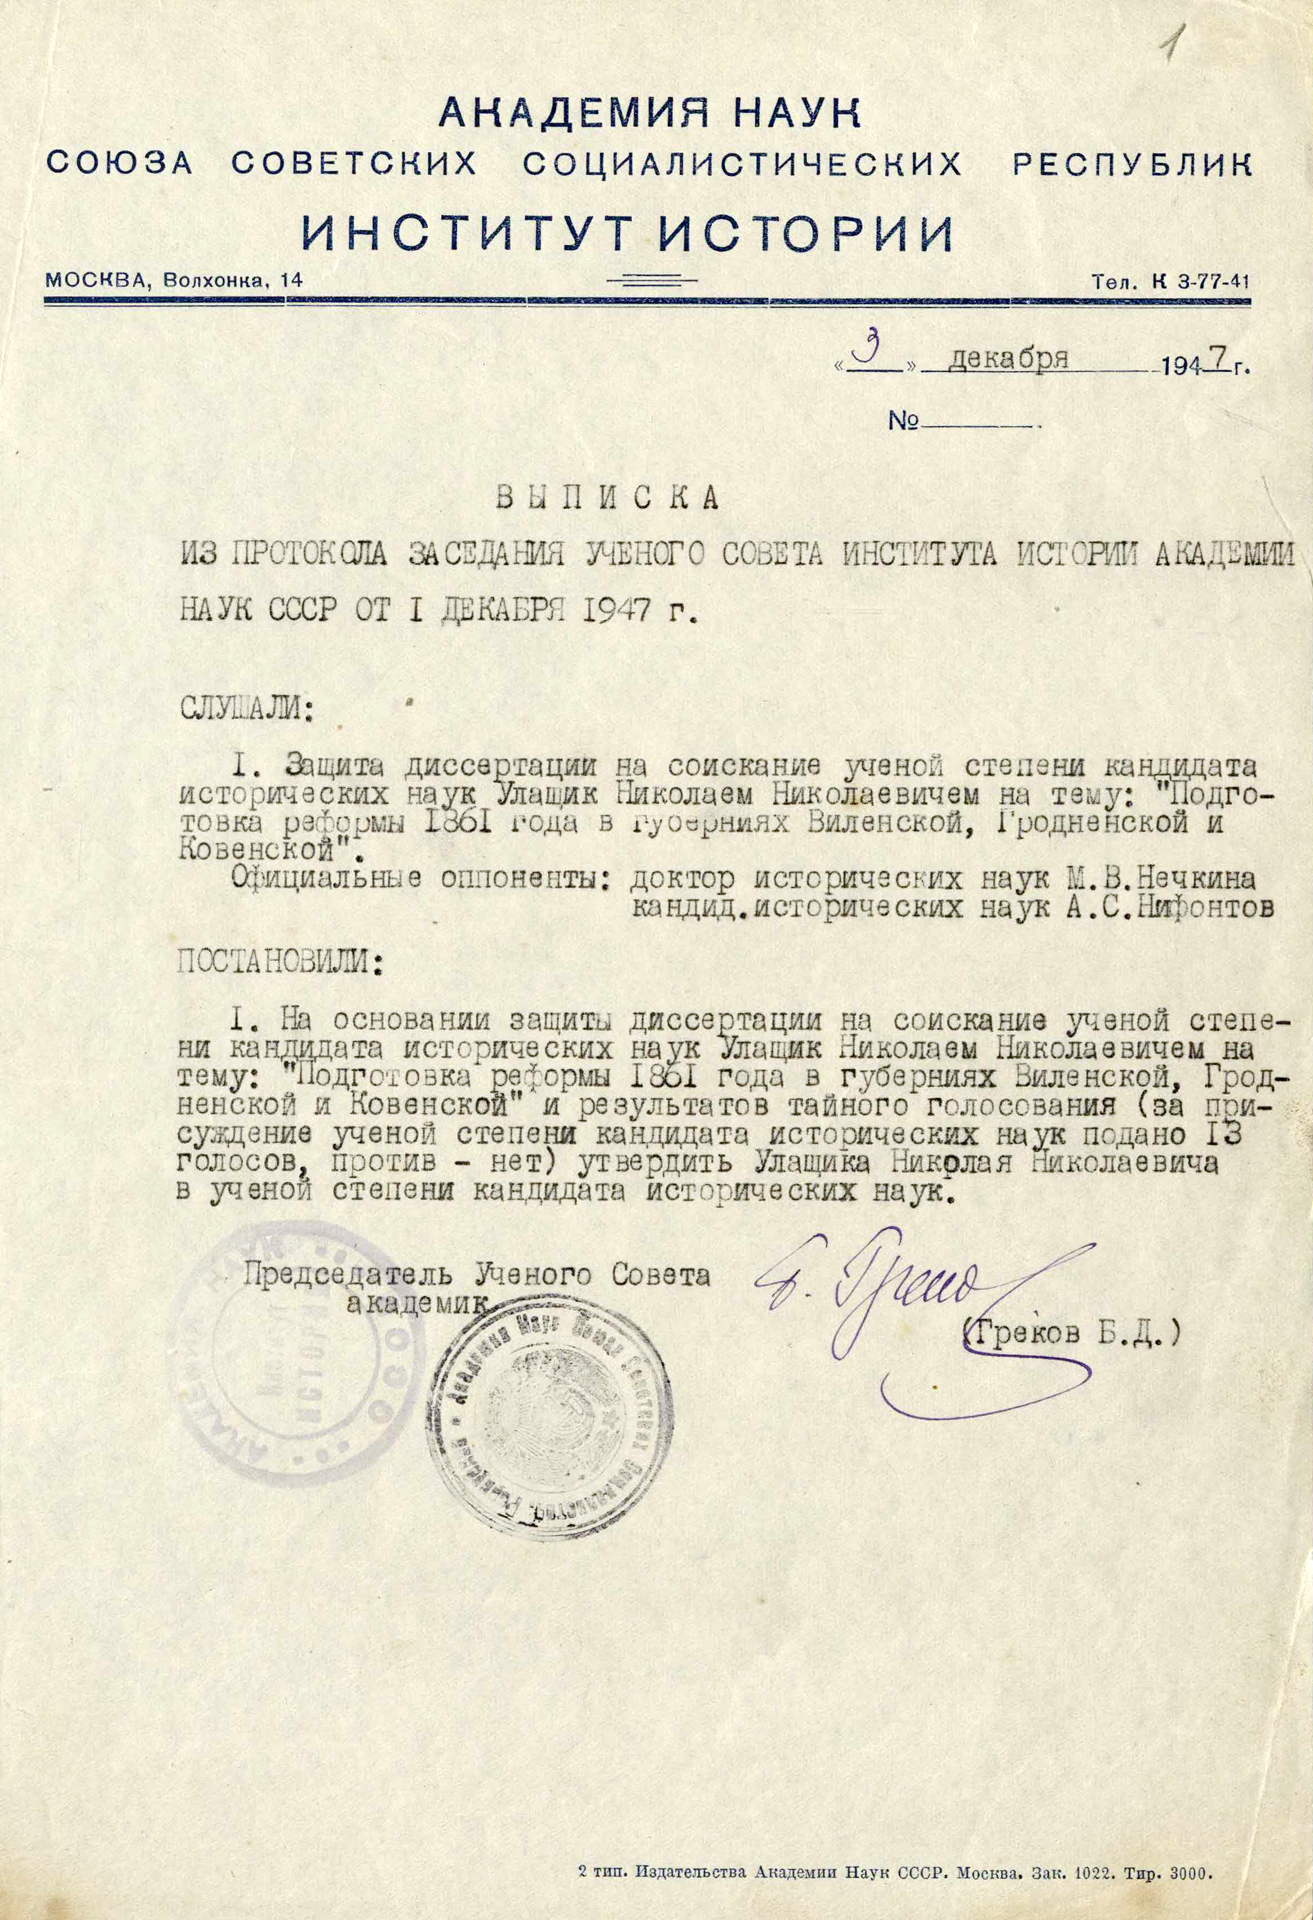 1
АКАДЕМИЯ НАУК
СОЮЗА СОВЕТСКИХ СОЦИАЛИСТИЧЕСКИХ РЕСПУБЛИК
ИНСТИТУТ ИСТОРИИ
МОСКВА, Волхонка, 14
Тел. К 3-77-41
«3» декабря 1947 г.
№
ВЫПИСКА
ИЗ ПРОТОКОЛА ЗАСЕДАНИЯ УЧЕНОГО СОВЕТА ИНСТИТУТА ИСТОРИИ АКАДЕМИИ
НАУК СССР ОТ I ДЕКАБРЯ 1947 г.
СЛУШАЛИ:
I. Защита диссертации на соискание ученой степени кандидата
исторических наук Улащик Николаем Николаевичем на тему: "Подго-
товка реформы 1861 года в губерниях Виленской, Гродненской и
Ковенской".
Официальные оппоненты: доктор исторических наук М.В.Нечкина
кандид.исторических наук А.С.Нифонтов
ПОСТАНОВИЛИ:
I. На основании защиты диссертации на соискание ученой степе-
ни кандидата исторических наук Улащик Николаем Николаевичем на
тему: "Подготовка реформы 1861 года в губерниях Виленской, Грод-
ненской и Ковенской" и результатов тайного голосования (за при-
суждение ученой степени кандидата исторических наук подано 13
голосов, против - нет) утвердить Улащика Николая Николаевича
в ученой степени кандидата исторических наук.
Председатель Ученого Совета
академик
Б. Греков
(Греков Б.Д.)
Академия Наук Союза Советских
2 тип. Издательства Академии Наук СССР. Москва. Зак. 1022. Тир. 3000.